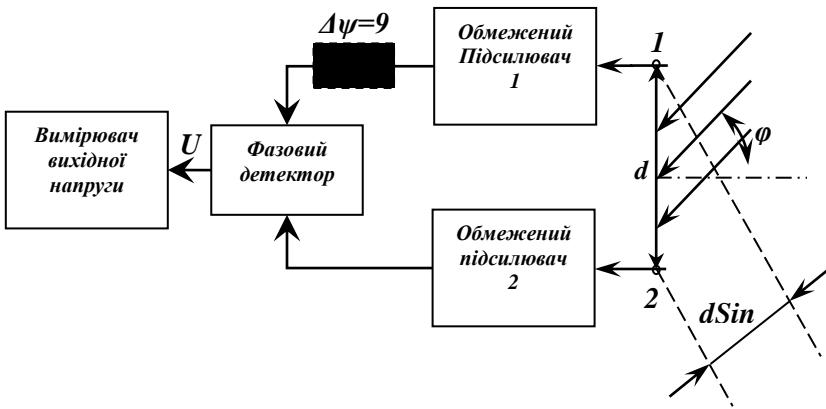 Δψ=9
Обмежений
Підсилювач
1
1
Вимірювач
вихідної
напруги
U
Фазовий
детектор
φ
d
Обмежений
підсилювач
2
2
dSin